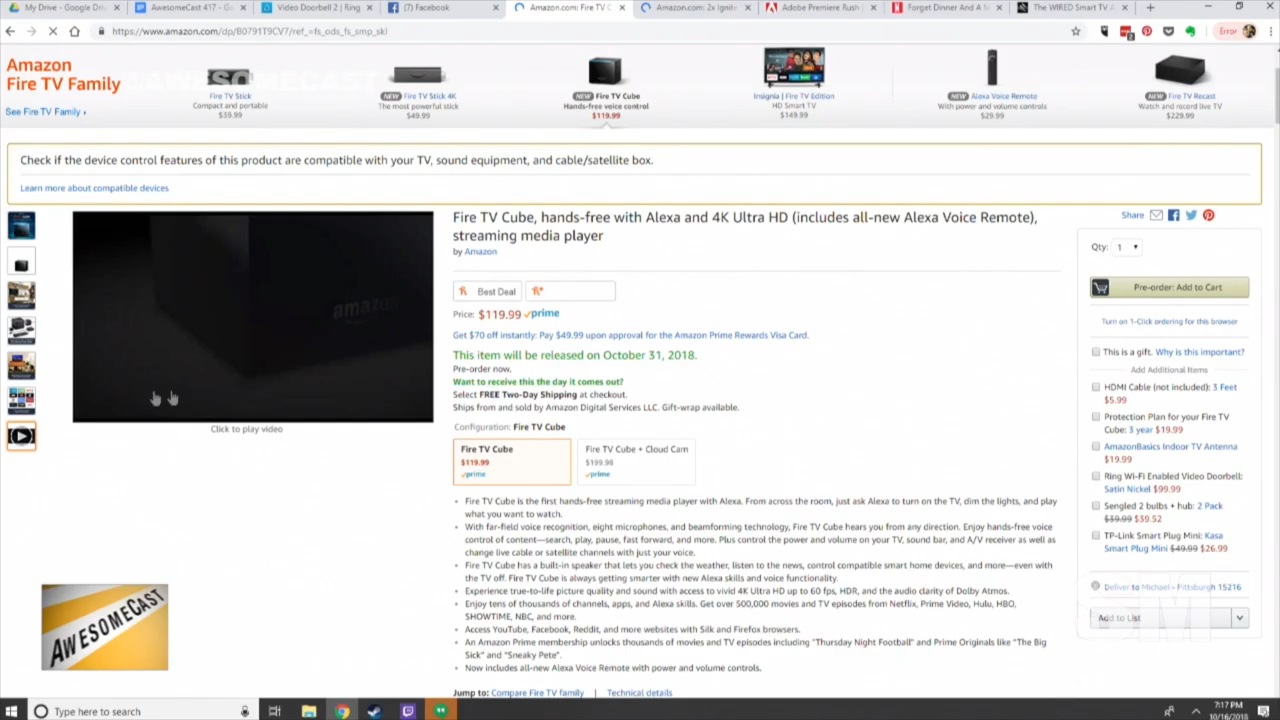 My Drive - Google Dri
AwesomeCast 417 - Go
Video Doorbell 2 | Ring
(7) Facebook
Amazon.com: Fire TV C
Amazon.com: 2x Ignite
Adobe Premiere Rush |
Forget Dinner And A M
The WIRED Smart TV A
https://www.amazon.com/dp/B0791T9CV7/ref=fs_ods_fs_smp_skl
Error
Amazon
Fire TV Family
See Fire TV Family ›
AWESOMECAST
Fire TV Stick
Compact and portable
$39.99
NEW Fire TV Stick 4K
The most powerful stick
$49.99
NEW Fire TV Cube
Hands-free voice control
$119.99
Insignia | Fire TV Edition
HD Smart TV
$149.99
NEW Alexa Voice Remote
With power and volume controls
$29.99
NEW Fire TV Recast
Watch and record live TV
$229.99
Check if the device control features of this product are compatible with your TV, sound equipment, and cable/satellite box.
Learn more about compatible devices
amazon
Click to play video
Fire TV Cube, hands-free with Alexa and 4K Ultra HD (includes all-new Alexa Voice Remote),
streaming media player
by Amazon
Best Deal
Price: $119.99 prime
Get $70 off instantly: Pay $49.99 upon approval for the Amazon Prime Rewards Visa Card.
This item will be released on October 31, 2018.
Pre-order now.
Want to receive this the day it comes out?
Select FREE Two-Day Shipping at checkout.
Ships from and sold by Amazon Digital Services LLC. Gift-wrap available.
Configuration: Fire TV Cube
Fire TV Cube
$119.99
prime
Fire TV Cube + Cloud Cam
$199.98
prime
• Fire TV Cube is the first hands-free streaming media player with Alexa. From across the room, just ask Alexa to turn on the TV, dim the lights, and play
what you want to watch.
• With far-field voice recognition, eight microphones, and beamforming technology, Fire TV Cube hears you from any direction. Enjoy hands-free voice
control of content—search, play, pause, fast forward, and more. Plus control the power and volume on your TV, sound bar, and A/V receiver as well as
change live cable or satellite channels with just your voice.
• Fire TV Cube has a built-in speaker that lets you check the weather, listen to the news, control compatible smart home devices, and more—even with
the TV off. Fire TV Cube is always getting smarter with new Alexa skills and voice functionality.
• Experience true-to-life picture quality and sound with access to vivid 4K Ultra HD up to 60 fps, HDR, and the audio clarity of Dolby Atmos.
• Enjoy tens of thousands of channels, apps, and Alexa skills. Get over 500,000 movies and TV episodes from Netflix, Prime Video, Hulu, HBO,
SHOWTIME, NBC, and more.
• Access YouTube, Facebook, Reddit, and more websites with Silk and Firefox browsers.
• An Amazon Prime membership unlocks thousands of movies and TV episodes including "Thursday Night Football" and Prime Originals like "The Big
Sick" and "Sneaky Pete".
• Now includes all-new Alexa Voice Remote with power and volume controls.
Jump to: Compare Fire TV family | Technical details
Share
Qty: 1
Pre-order: Add to Cart
Turn on 1-Click ordering for this browser
This is a gift. Why is this important?
Add Additional Items
HDMI Cable (not included): 3 Feet
$5.99
Protection Plan for your Fire TV
Cube: 3 year $19.99
AmazonBasics Indoor TV Antenna
$19.99
Ring Wi-Fi Enabled Video Doorbell:
Satin Nickel $99.99
Sengled 2 bulbs + hub: 2 Pack
$39.99 $39.52
TP-Link Smart Plug Mini: Kasa
Smart Plug Mini $49.99 $26.99
Deliver to Michael - Pittsburgh 15216
Add to List
AWESOMECAST
Type here to search
7:17 PM
10/16/2018